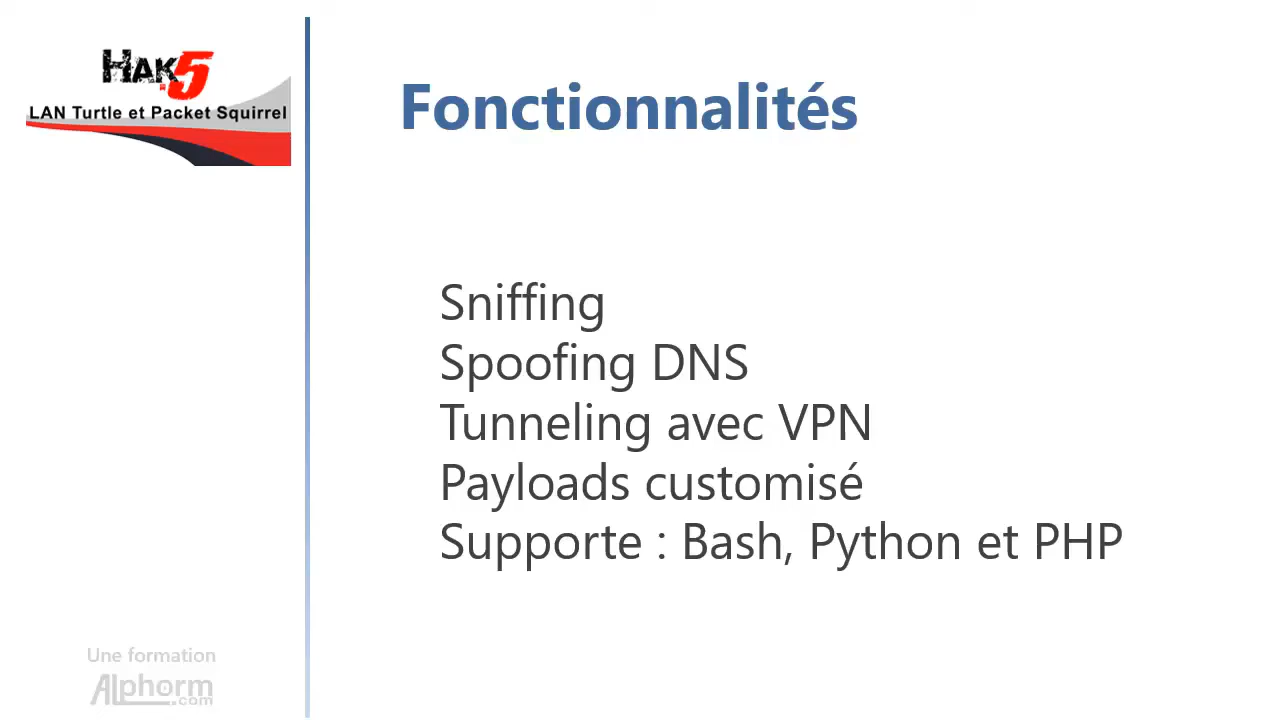 HAK5
LAN Turtle et Packet Squirrel
Fonctionnalités
Sniffing
Spoofing DNS
Tunneling avec VPN
Payloads customisé
Supporte : Bash, Python et PHP
Une formation
Alphorm
.com